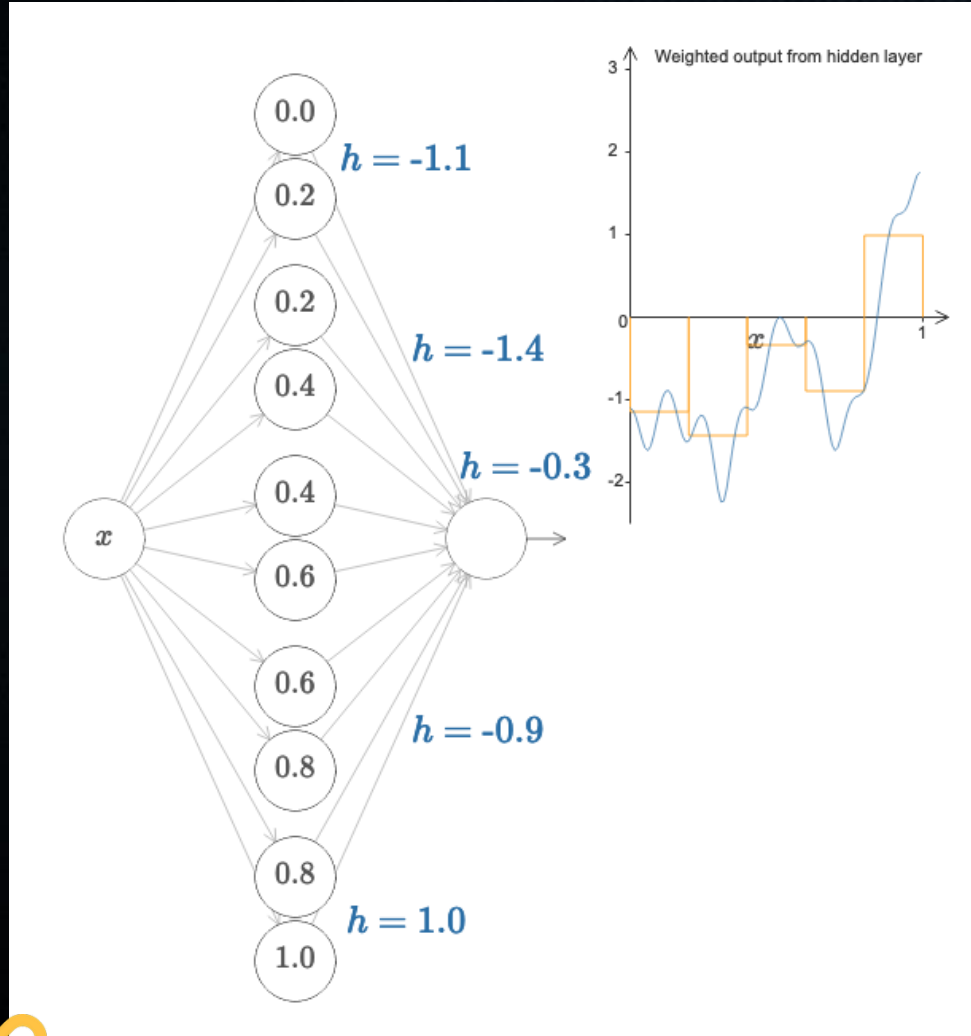 0.0
h = -1.1
0.2
0.2
h = -1.4
0.4
0.4
h = -0.3
x
0.6
0.6
h = -0.9
0.8
0.8
h = 1.0
1.0
Weighted output from hidden layer
3
2
1
0
x
1
-1
-2